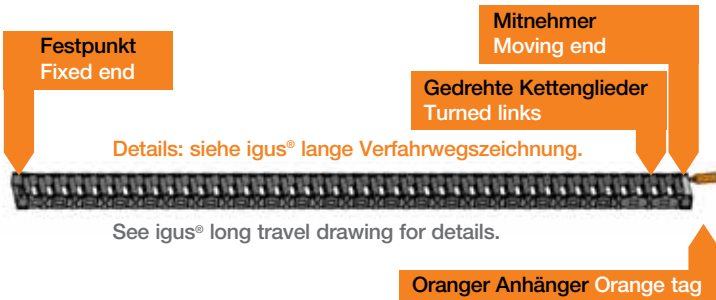 Festpunkt
Fixed end
Mitnehmer
Moving end
Gedrehte Kettenglieder
Turned links
Details: siehe igus® lange Verfahrwegszeichnung.
See igus® long travel drawing for details.
Oranger Anhänger Orange tag